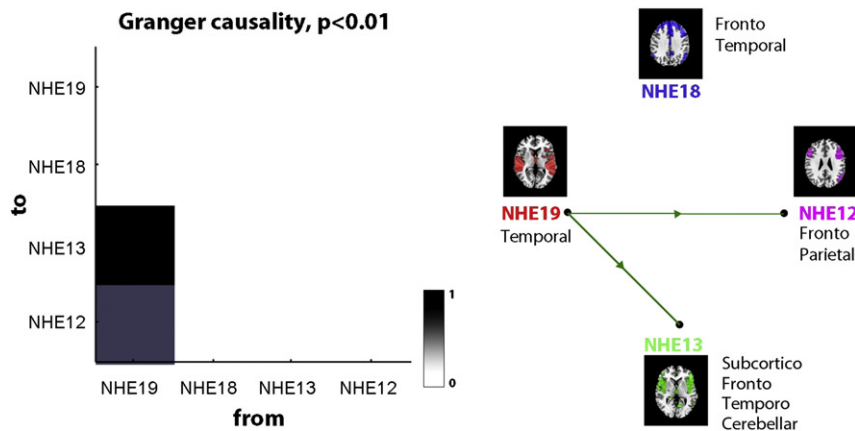 Granger causality, p<0.01
to
NHE19
NHE18
NHE13
NHE12
NHE19
NHE18
NHE13
NHE12
from
1
0
Fronto
Temporal
NHE18
NHE19
Temporal
NHE12
Fronto
Parietal
NHE13
Subcortico
Fronto
Temporo
Cerebellar